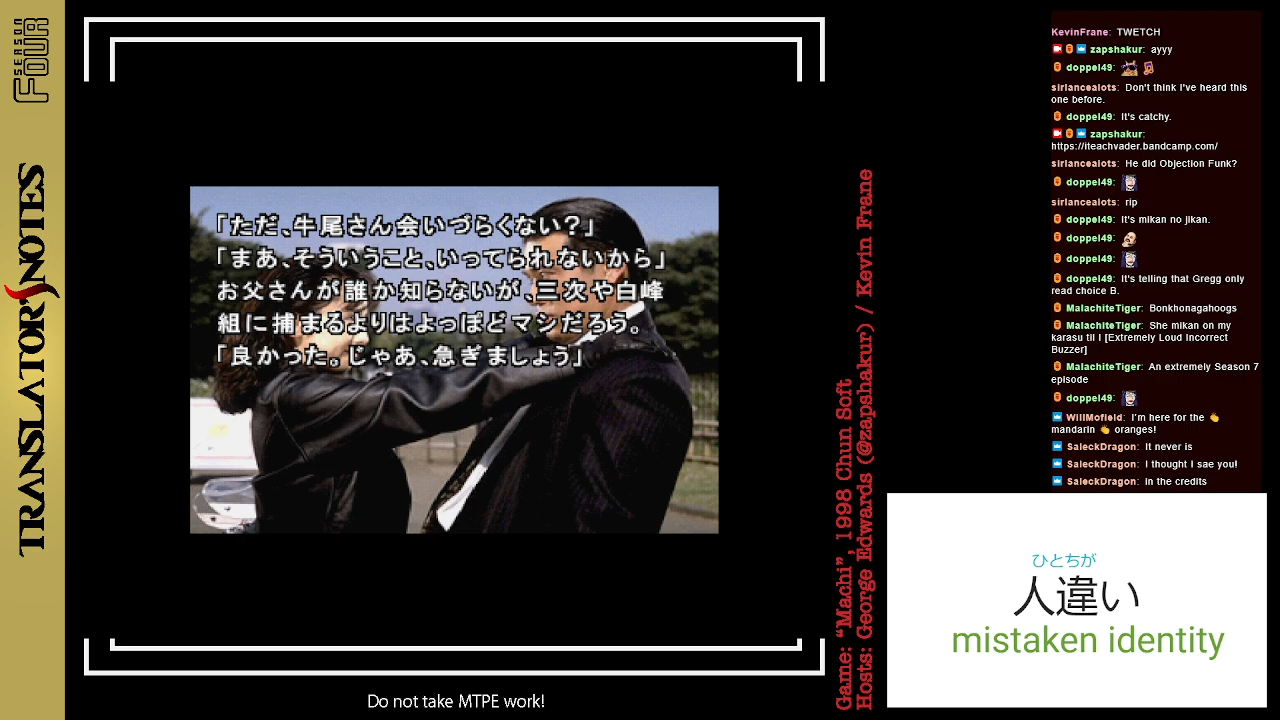 SEASON
FOUR
TRANSLATOR'S NOTES
「ただ、牛尾さん会いづらくない？」
「まあ、そういうこと、いってられないから」
お父さんが誰か知らないが、三次や白峰
組に捕まるよりはよっぽどマシだろう。
「良かった。じゃあ、急ぎましょう」
Do not take MTPE work!
Game: "Machi", 1998 Chun Soft
Hosts: George Edwards (@zapshakur) / Kevin Frane
KevinFrane: TWETCH
zapshakur: ayyy
doppel49:
sirlancealots: Don't think I've heard this
one before.
doppel49: It's catchy.
zapshakur:
https://iteachvader.bandcamp.com/
sirlancealots: He did Objection Funk?
doppel49:
sirlancealots: rip
doppel49: It's mikan no jikan.
doppel49:
doppel49:
doppel49: It's telling that Gregg only
read choice B.
MalachiteTiger: Bonkhonagahoogs
MalachiteTiger: She mikan on my
karasu til I [Extremely Loud Incorrect
Buzzer]
MalachiteTiger: An extremely Season 7
episode
doppel49:
WillMofield: I'm here for the 👏
mandarin 👏 oranges!
SaleckDragon: It never is
SaleckDragon: I thought I sae you!
SaleckDragon: in the credits
ひとちが
人違い
mistaken identity